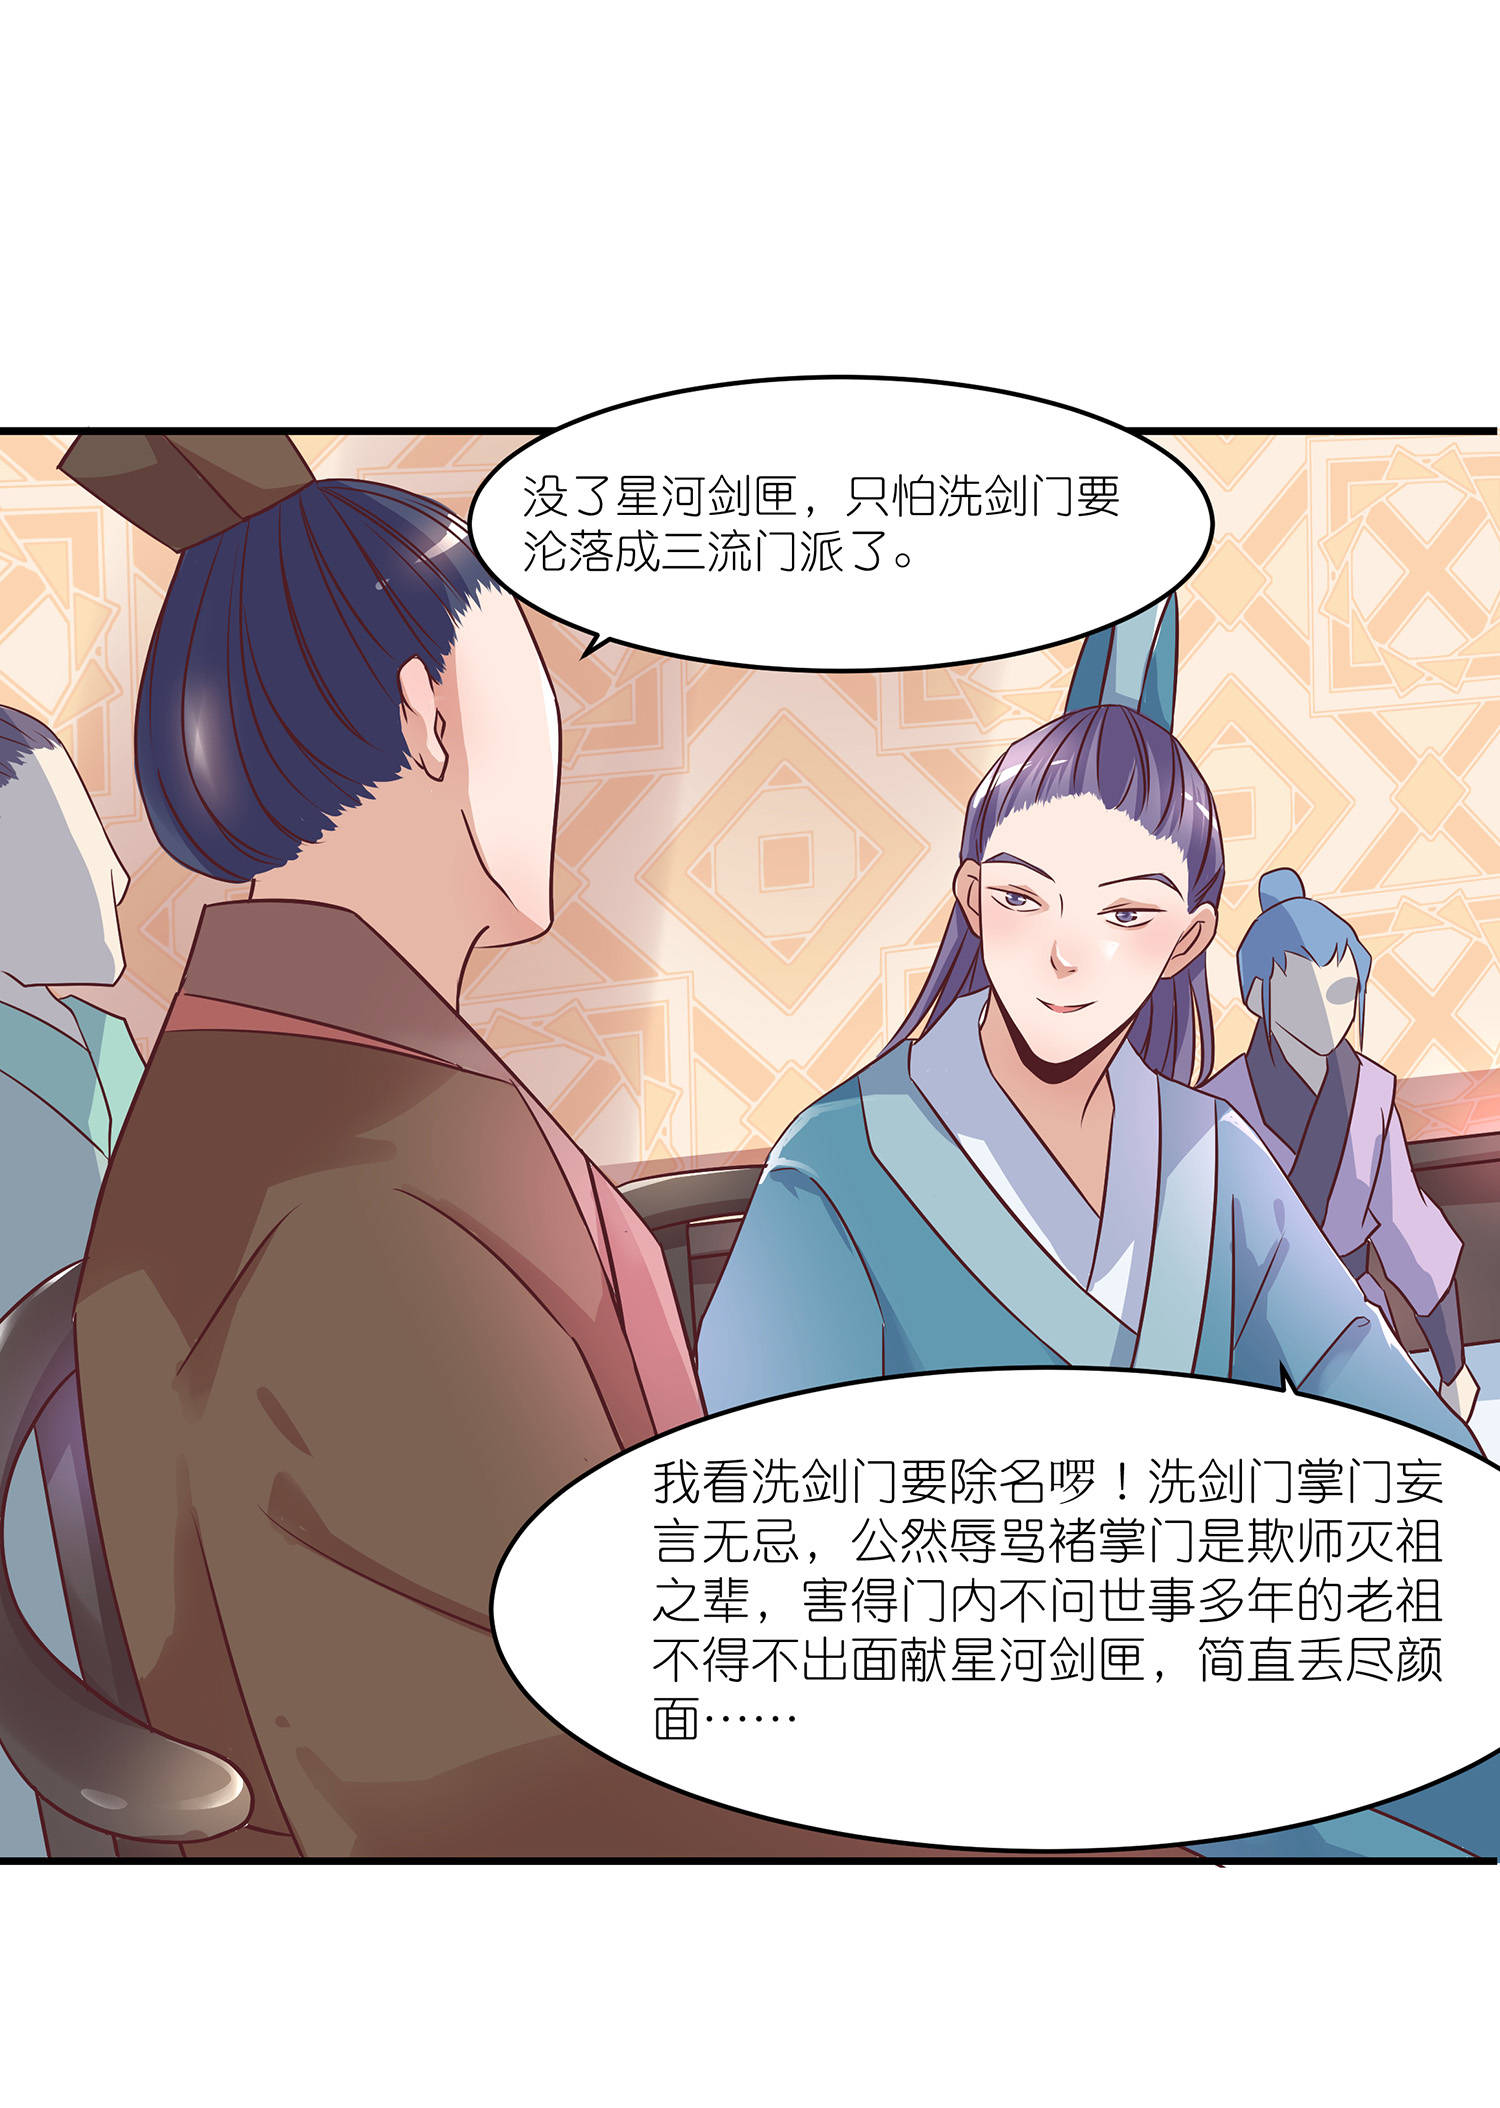 没了星河剑匣，只怕洗剑门要
沦落成三流门派了。
我看洗剑门要除名啰！洗剑门掌门妄
言无忌，公然辱骂褚掌门是欺师灭祖
之辈，害得门内不问世事多年的老祖
不得不出面献星河剑匣，简直丢尽颜
面……